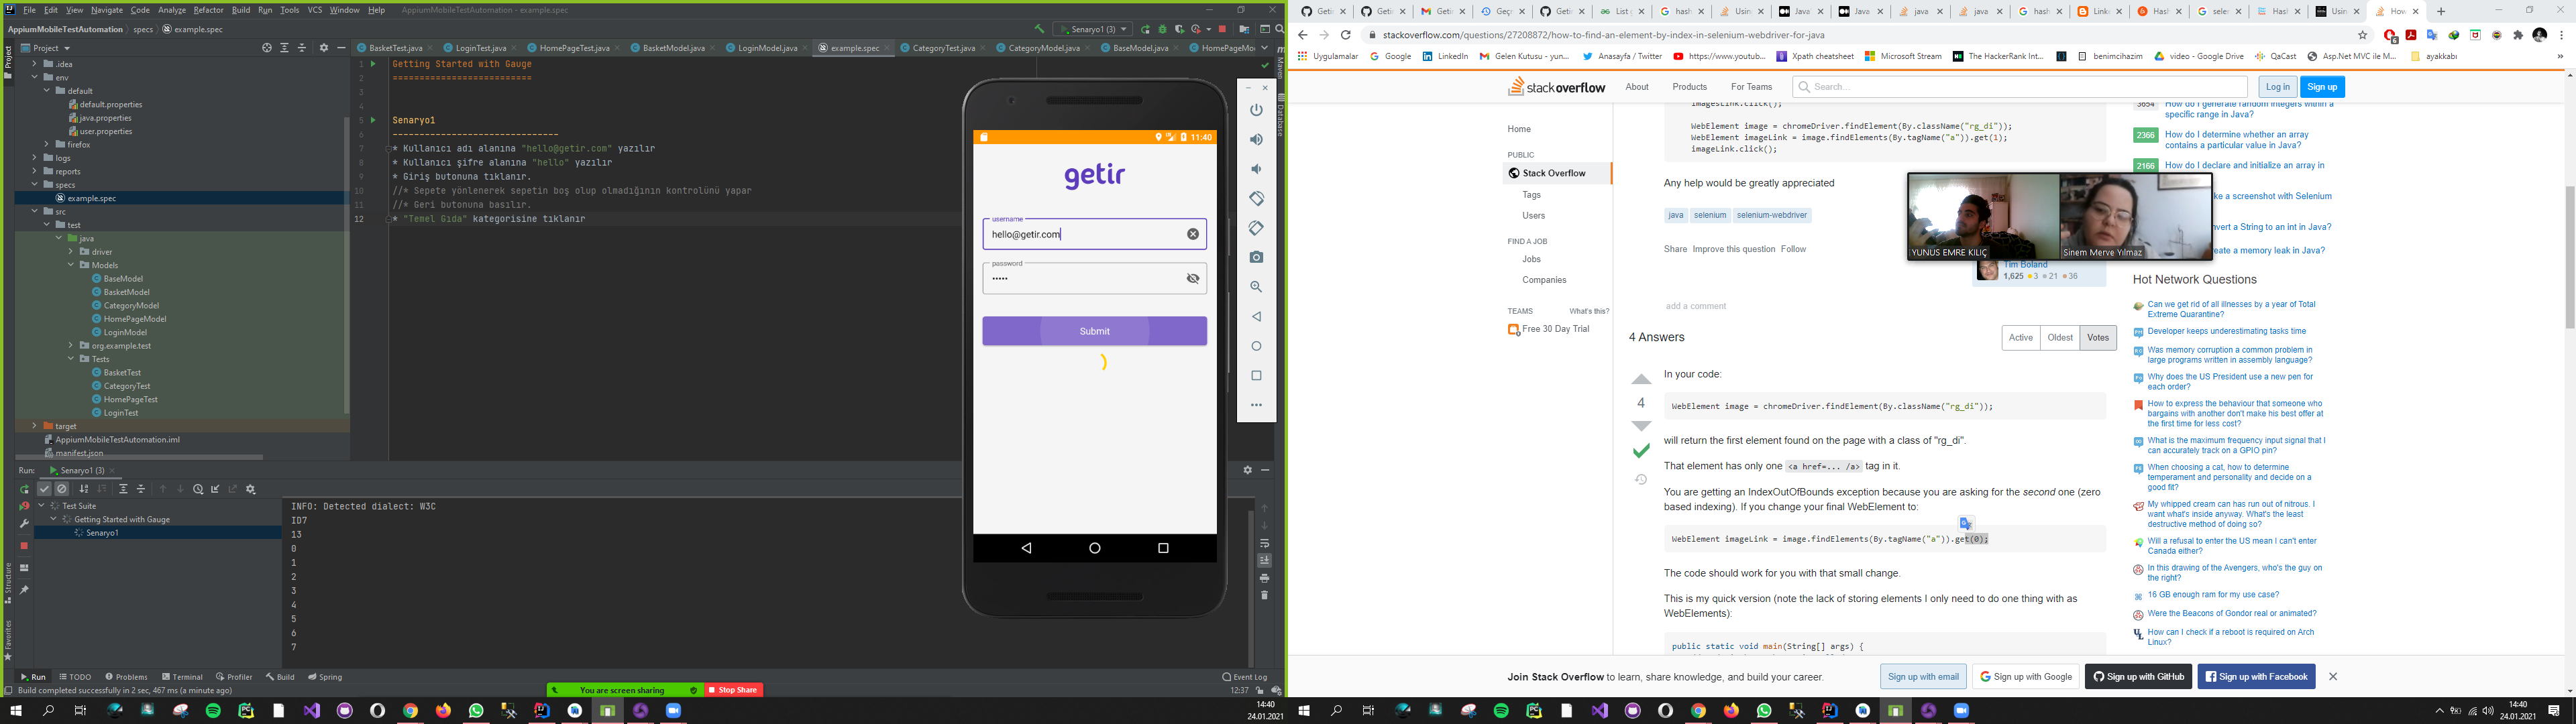 File Edit View Navigate Code Analyze Refactor Build Run Tools VCS Window Help AppiumMobileTestAutomation - example.spec
AppiumMobileTestAutomation specs example.spec
Senaryo1 (3)
Project
BasketTest.java LoginTest.java HomePageTest.java BasketModel.java LoginModel.java example.spec CategoryTest.java CategoryModel.java BaseModel.java HomePageMo
.idea
env
default
default.properties
java.properties
user.properties
firefox
logs
reports
specs
example.spec
src
test
java
driver
Models
BaseModel
BasketModel
CategoryModel
HomePageModel
LoginModel
org.example.test
Tests
BasketTest
CategoryTest
HomePageTest
LoginTest
target
AppiumMobileTestAutomation.iml
manifest.json
1 Getting Started with Gauge
2 ==========================
3
4
5 Senaryo1
6 -------------------------------
7 * Kullanıcı adı alanına "hello@getir.com" yazılır
8 * Kullanıcı şifre alanına "hello" yazılır
9 * Giriş butonuna tıklanır.
10 //* Sepete yönlenerek sepetin boş olup olmadığının kontrolünü yapar
11 //* Geri butonuna basılır.
12 * "Temel Gıda" kategorisine tıklanır
Maven
Database
Project
Structure
Favorites
11:40
getir
username
hello@getir.com
password
•••••
Submit
Run: Senaryo1 (3)
Test Suite
Getting Started with Gauge
Senaryo1
INFO: Detected dialect: W3C
ID7
13
0
1
2
3
4
5
6
7
Run TODO Problems Terminal Profiler Build Spring
Event Log
Build completed successfully in 2 sec, 467 ms (a minute ago)
You are screen sharing Stop Share
12:37
14:40
24.01.2021
Getir Getir Getir Geçr Getir List hash Usin Java Java java java hash Linke Hash seler Hash Usin How
stackoverflow.com/questions/27208872/how-to-find-an-element-by-index-in-selenium-webdriver-for-java
Uygulamalar Google LinkedIn Gelen Kutusu - yun... Anasayfa / Twitter https://www.youtub... Xpath cheatsheet Microsoft Stream The HackerRank Int... benimcihazim video - Google Drive QaCast Asp.Net MVC ile M... ayakkabı
stackoverflow About Products For Teams Search... Log in Sign up
Home
PUBLIC
Stack Overflow
Tags
Users
FIND A JOB
Jobs
Companies
TEAMS What's this?
Free 30 Day Trial
imagesLink.click();
WebElement image = chromeDriver.findElement(By.className("rg_di"));
WebElement imageLink = image.findElements(By.tagName("a")).get(1);
imageLink.click();
Any help would be greatly appreciated
java selenium selenium-webdriver
Share Improve this question Follow
Tim Boland
1,625 3 21 36
add a comment
YUNUS EMRE KILIÇ
Sinem Merve Yılmaz
4 Answers
Active Oldest Votes
4
In your code:
WebElement image = chromeDriver.findElement(By.className("rg_di"));
will return the first element found on the page with a class of "rg_di".
That element has only one <a href=... /a> tag in it.
You are getting an IndexOutOfBounds exception because you are asking for the second one (zero
based indexing). If you change your final WebElement to:
WebElement imageLink = image.findElements(By.tagName("a")).get(0);
The code should work for you with that small change.
This is my quick version (note the lack of storing elements I only need to do one thing with as
WebElements):
public static void main(String[] args) {
3654 How do I generate random integers within a
specific range in Java?
2366 How do I determine whether an array
contains a particular value in Java?
2166 How do I declare and initialize an array in
ke a screenshot with Selenium
nvert a String to an int in Java?
eate a memory leak in Java?
Hot Network Questions
Can we get rid of all illnesses by a year of Total
Extreme Quarantine?
Developer keeps underestimating tasks time
Was memory corruption a common problem in
large programs written in assembly language?
Why does the US President use a new pen for
each order?
How to express the behaviour that someone who
bargains with another don't make his best offer at
the first time for less cost?
What is the maximum frequency input signal that I
can accurately track on a GPIO pin?
When choosing a cat, how to determine
temperament and personality and decide on a
good fit?
My whipped cream can has run out of nitrous. I
want what's inside anyway. What's the least
destructive method of doing so?
Will a refusal to enter the US mean I can't enter
Canada either?
In this drawing of the Avengers, who's the guy on
the right?
16 GB enough ram for my use case?
Were the Beacons of Gondor real or animated?
How can I check if a reboot is required on Arch
Linux?
Join Stack Overflow to learn, share knowledge, and build your career.
Sign up with email Sign up with Google Sign up with GitHub Sign up with Facebook
14:40
24.01.2021